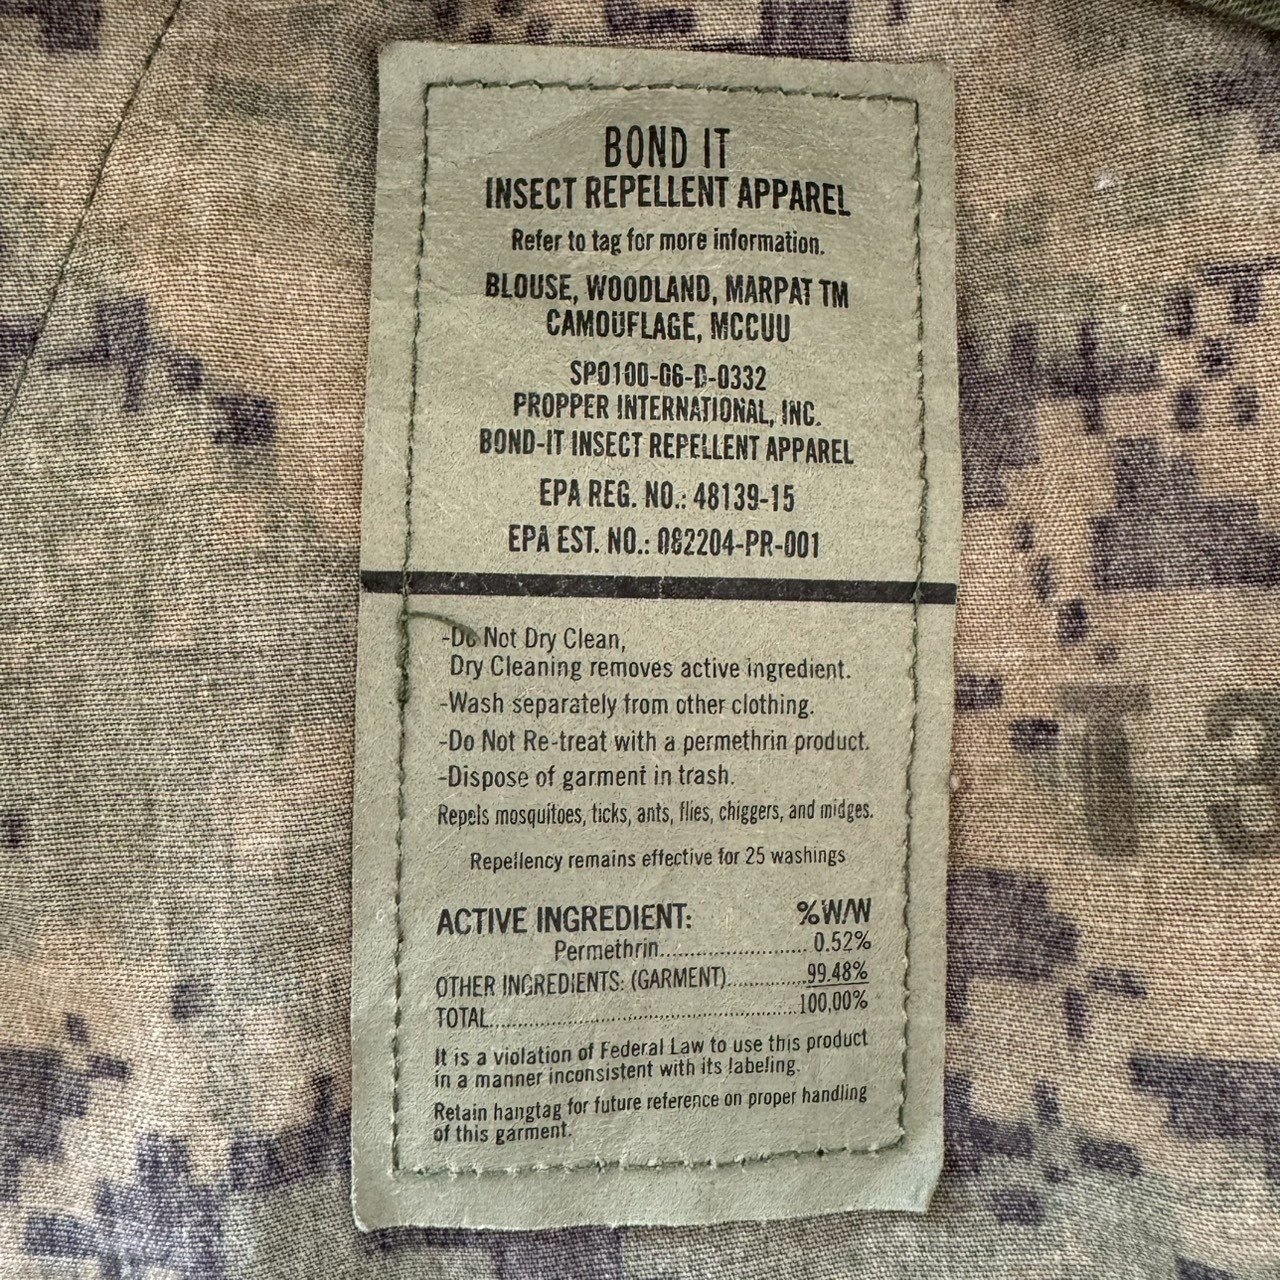 BOND IT
INSECT REPELLENT APPAREL
Refer to tag for more information.
BLOUSE, WOODLAND, MARPAT TM
CAMOUFLAGE, MCCUU
SPO100-06-D-0332
PROPPER INTERNATIONAL, INC.
BOND-IT INSECT REPELLENT APPAREL
EPA REG. NO.: 48139-15
EPA EST. NO.: 082204-PR-001
-Do Not Dry Clean,
Dry Cleaning removes active ingredient.
-Wash separately from other clothing.
-Do Not Re-treat with a permethrin product.
-Dispose of garment in trash.
Repels mosquitoes, ticks, ants, flies, chiggers, and midges.
Repellency remains effective for 25 washings
ACTIVE INGREDIENT: %W/W
Permethrin.......................... 0.52%
OTHER INGREDIENTS: (GARMENT)..............99.48%
TOTAL......................................................100,00%
It is a violation of Federal Law to use this product
in a manner inconsistent with its labeling.
Retain hangtag for future reference on proper handling
of this garment.
T 3